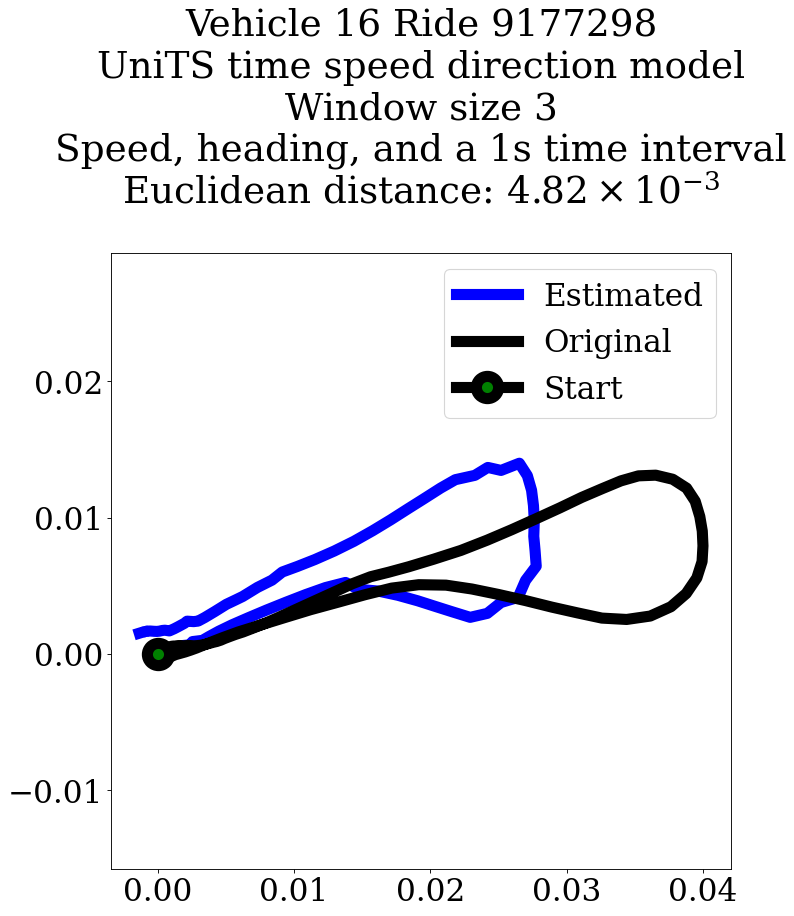 Vehicle 16 Ride 9177298
UniTS time speed direction model
Window size 3
Speed, heading, and a 1s time interval
Euclidean distance: 4.82 × 10⁻³
Estimated
Original
Start
0.02
0.01
0.00
−0.01
0.00 0.01 0.02 0.03 0.04